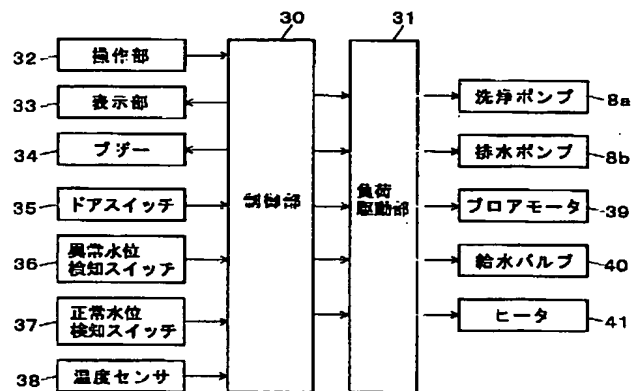 30
31
32
操作部
33
表示部
34
ブザー
35
ドアスイッチ
36
異常水位
検知スイッチ
37
正常水位
検知スイッチ
38
温度センサ
制御部
負荷
駆動部
洗浄ポンプ
8a
排水ポンプ
8b
ブロアモータ
39
給水バルブ
40
ヒータ
41